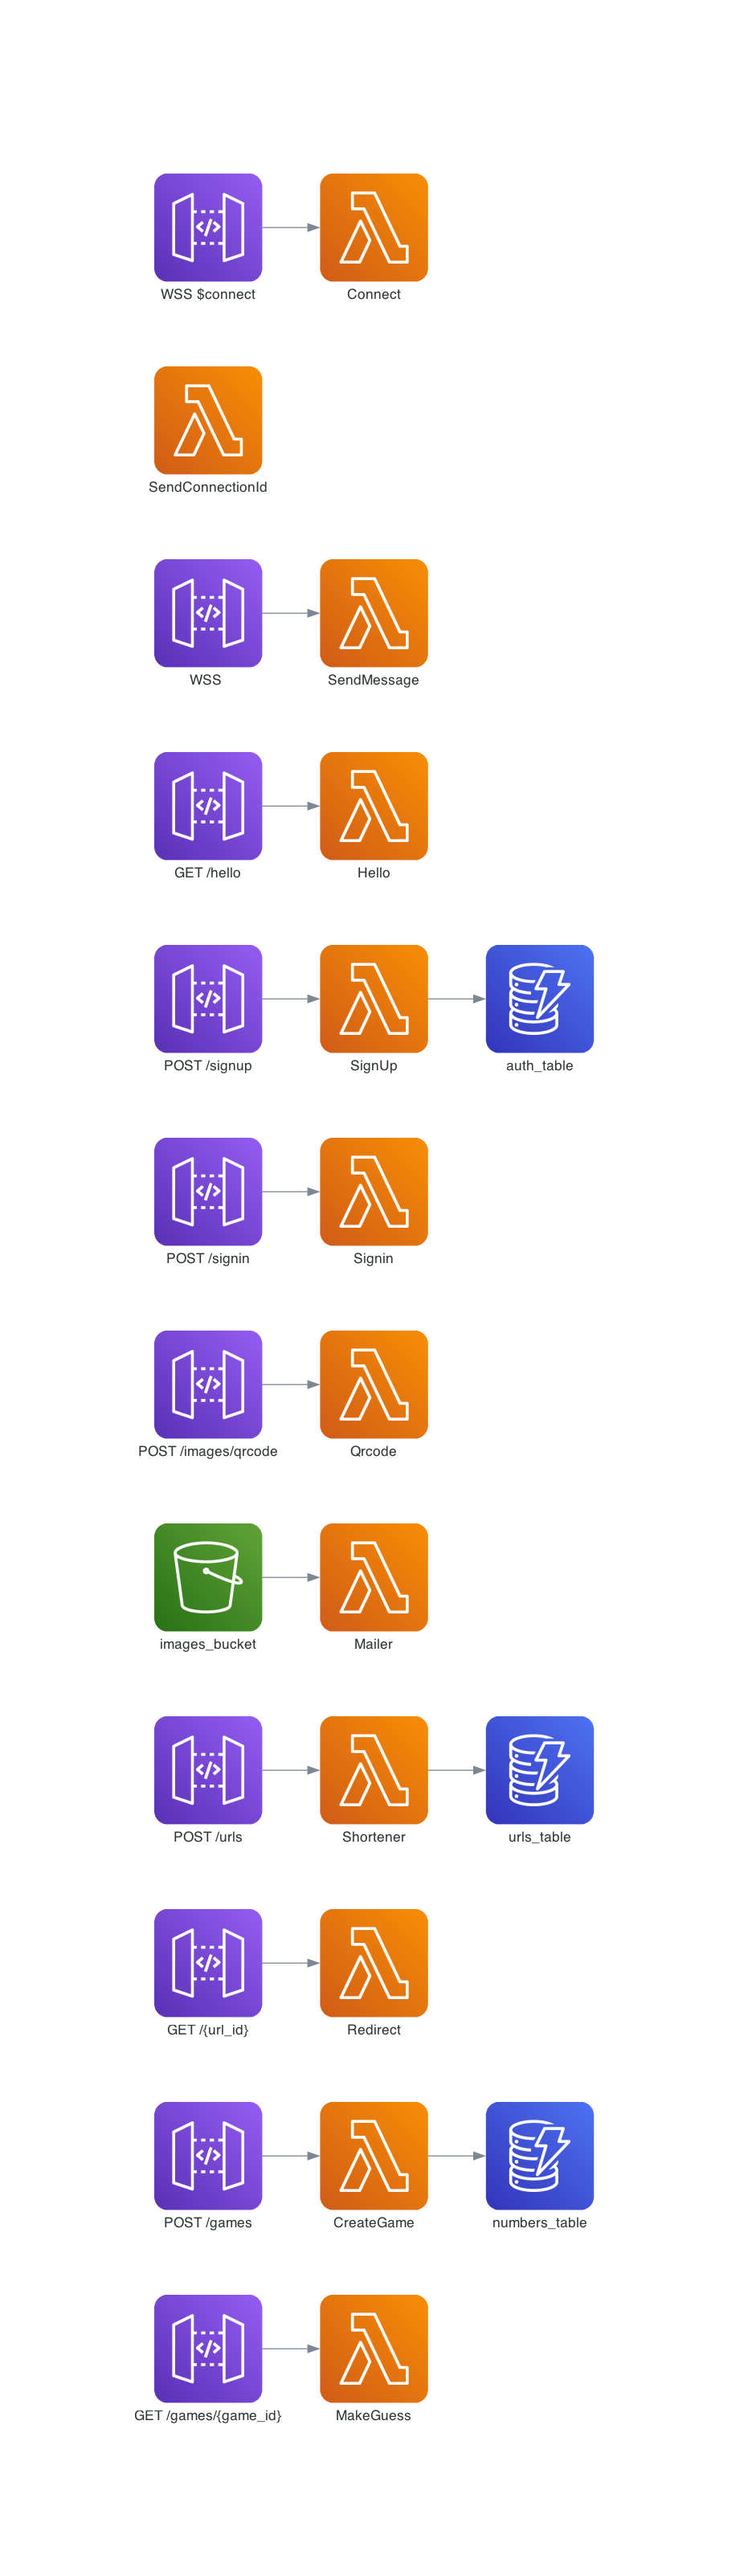 WSS $connect
Connect
SendConnectionId
WSS
SendMessage
GET /hello
Hello
POST /signup
SignUp
auth_table
POST /signin
Signin
POST /images/qrcode
Qrcode
images_bucket
Mailer
POST /urls
Shortener
urls_table
GET /{url_id}
Redirect
POST /games
CreateGame
numbers_table
GET /games/{game_id}
MakeGuess